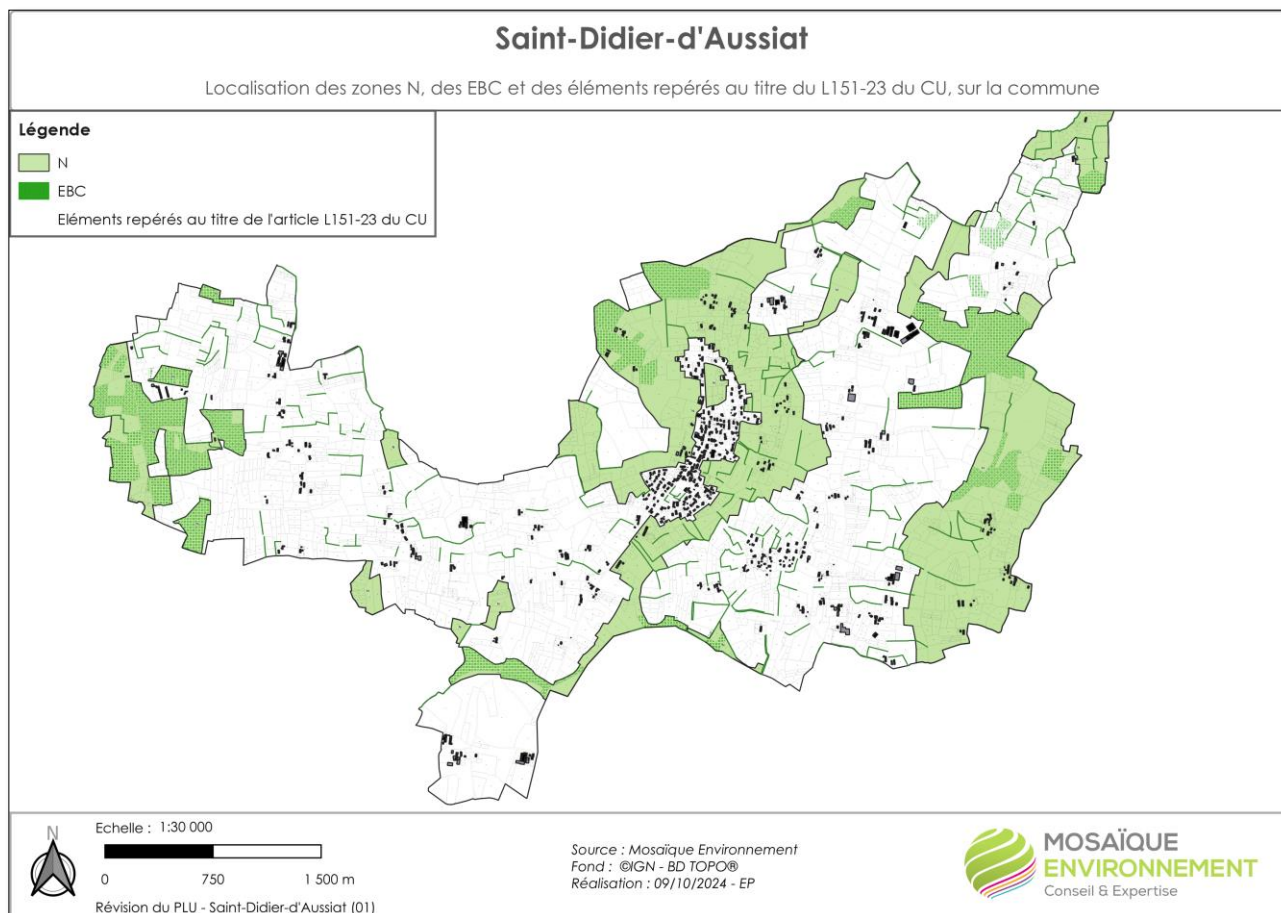 Saint-Didier-d'Aussiat
Localisation des zones N, des EBC et des éléments repérés au titre du L151-23 du CU, sur la commune
Légende
N
EBC
Eléments repérés au titre de l'article L151-23 du CU
N
Echelle : 1:30 000
0 750 1 500 m
Révision du PLU - Saint-Didier-d'Aussiat (01)
Source : Mosaïque Environnement
Fond : ©IGN - BD TOPO®
Réalisation : 09/10/2024 - EP
MOSAÏQUE
ENVIRONNEMENT
Conseil & Expertise